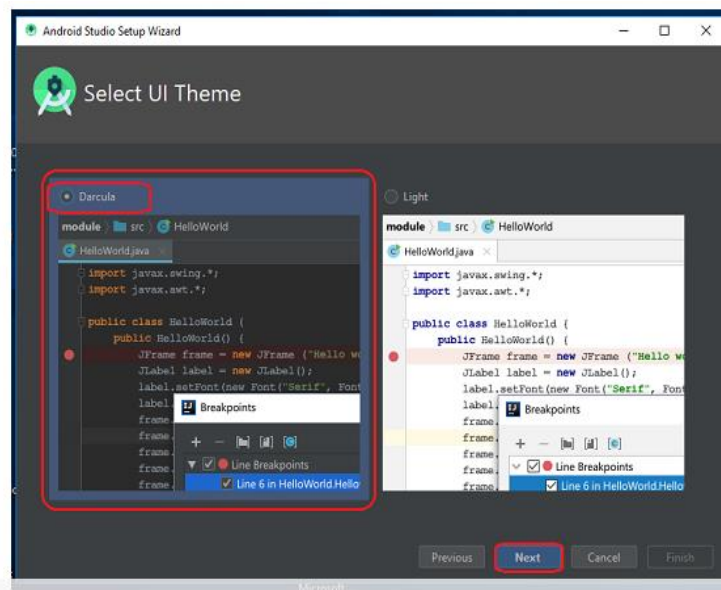 Android Studio Setup Wizard
Select UI Theme
Darcula
module src HelloWorld
HelloWorld.java
import javax.swing.*;
import javax.awt.*;
public class HelloWorld {
public HelloWorld() {
JFrame frame = new JFrame ("Hello wo
JLabel label = new JLabel();
label.setFont(new Font("Serif", Font
label.
frame.
frame.
frame.
frame.
frame.
Breakpoints
Line Breakpoints
Line 6 in HelloWorld.Hello
Light
module src HelloWorld
HelloWorld.java
import javax.swing.*;
import javax.awt.*;
public class HelloWorld {
public HelloWorld() {
JFrame frame = new JFrame ("Hello wo
JLabel label = new JLabel();
label.setFont(new Font("Serif", Font
label.
frame.
frame.
frame.
frame.
frame.
Breakpoints
Line Breakpoints
Line 6 in HelloWorld.Hello
Previous Next Cancel Finish
Microsoft